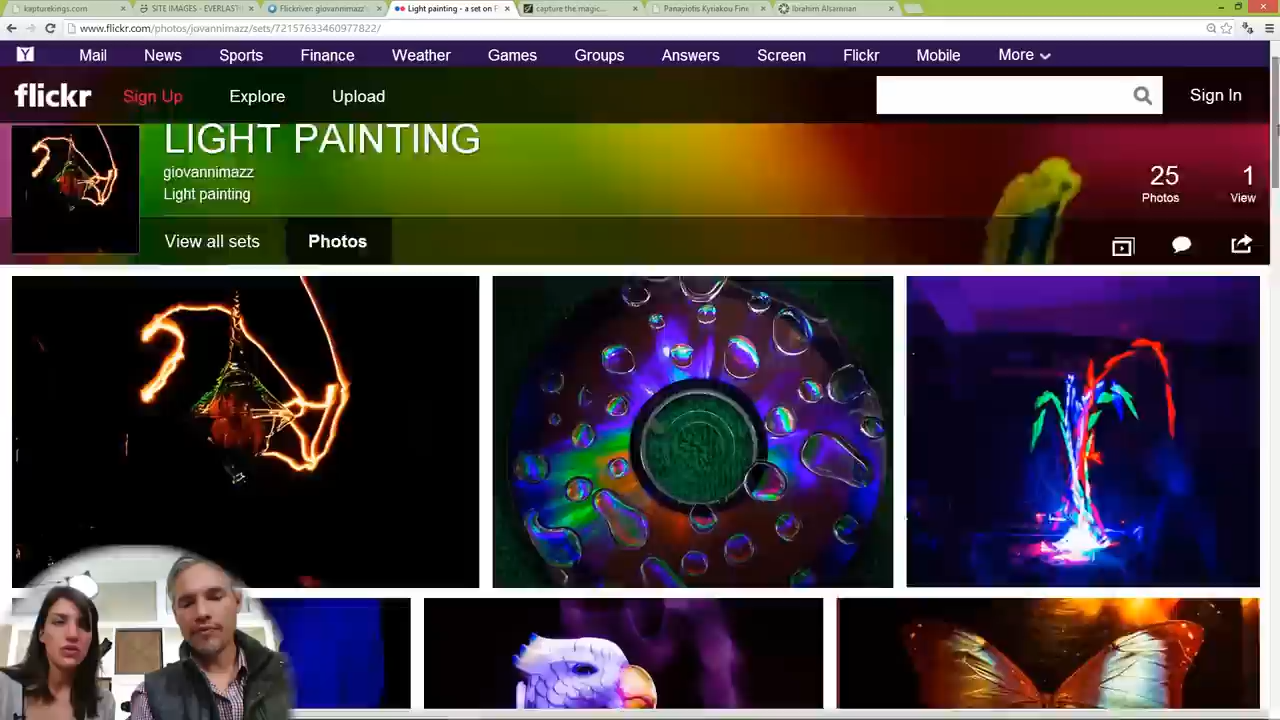 kapturekings.com
SITE IMAGES - EVERLAST
Flickriver: giovannimazz's
Light painting - a set on F
capture the magic...
Panayiotis Kyriakou Fine
Ibrahim Alsamnan
www.flickr.com/photos/jovannimazz/sets/72157633460977822/
Y Mail News Sports Finance Weather Games Groups Answers Screen Flickr Mobile More
flickr Sign Up Explore Upload Sign In
LIGHT PAINTING
giovannimazz
Light painting
25 Photos
1 View
View all sets Photos